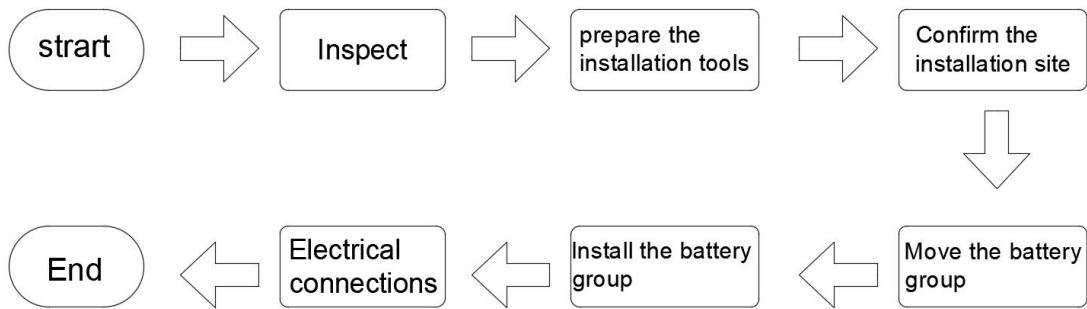 strart
Inspect
prepare the
installation tools
Confirm the
installation site
Move the battery
group
Install the battery
group
Electrical
connections
End